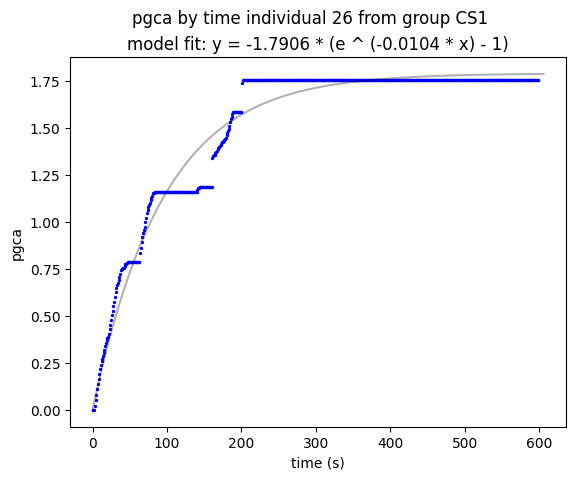 pgca by time individual 26 from group CS1
model fit: y = -1.7906 * (e ^ (-0.0104 * x) - 1)
1.75
1.50
1.25
1.00
0.75
0.50
0.25
0.00
pgca
0 100 200 300 400 500 600
time (s)